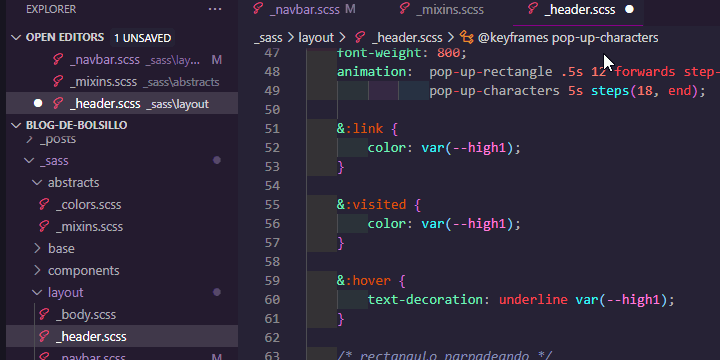 EXPLORER
OPEN EDITORS 1 UNSAVED
_navbar.scss _sass\lay... M
_mixins.scss _sass\abstracts
_header.scss _sass\layout
BLOG-DE-BOLSILLO
_posts
_sass
abstracts
_colors.scss
_mixins.scss
base
components
layout
_body.scss
_header.scss
_navbar.scss M
_navbar.scss M _mixins.scss _header.scss
_sass > layout > _header.scss > @keyframes pop-up-characters
47 font-weight: 800;
48 animation: pop-up-rectangle .5s 12 forwards step-
49 pop-up-characters 5s steps(18, end);
50
51 &:link {
52 color: var(--high1);
53 }
54
55 &:visited {
56 color: var(--high1);
57 }
58
59 &:hover {
60 text-decoration: underline var(--high1);
61 }
62
63 /* rectangulo parpadeando */